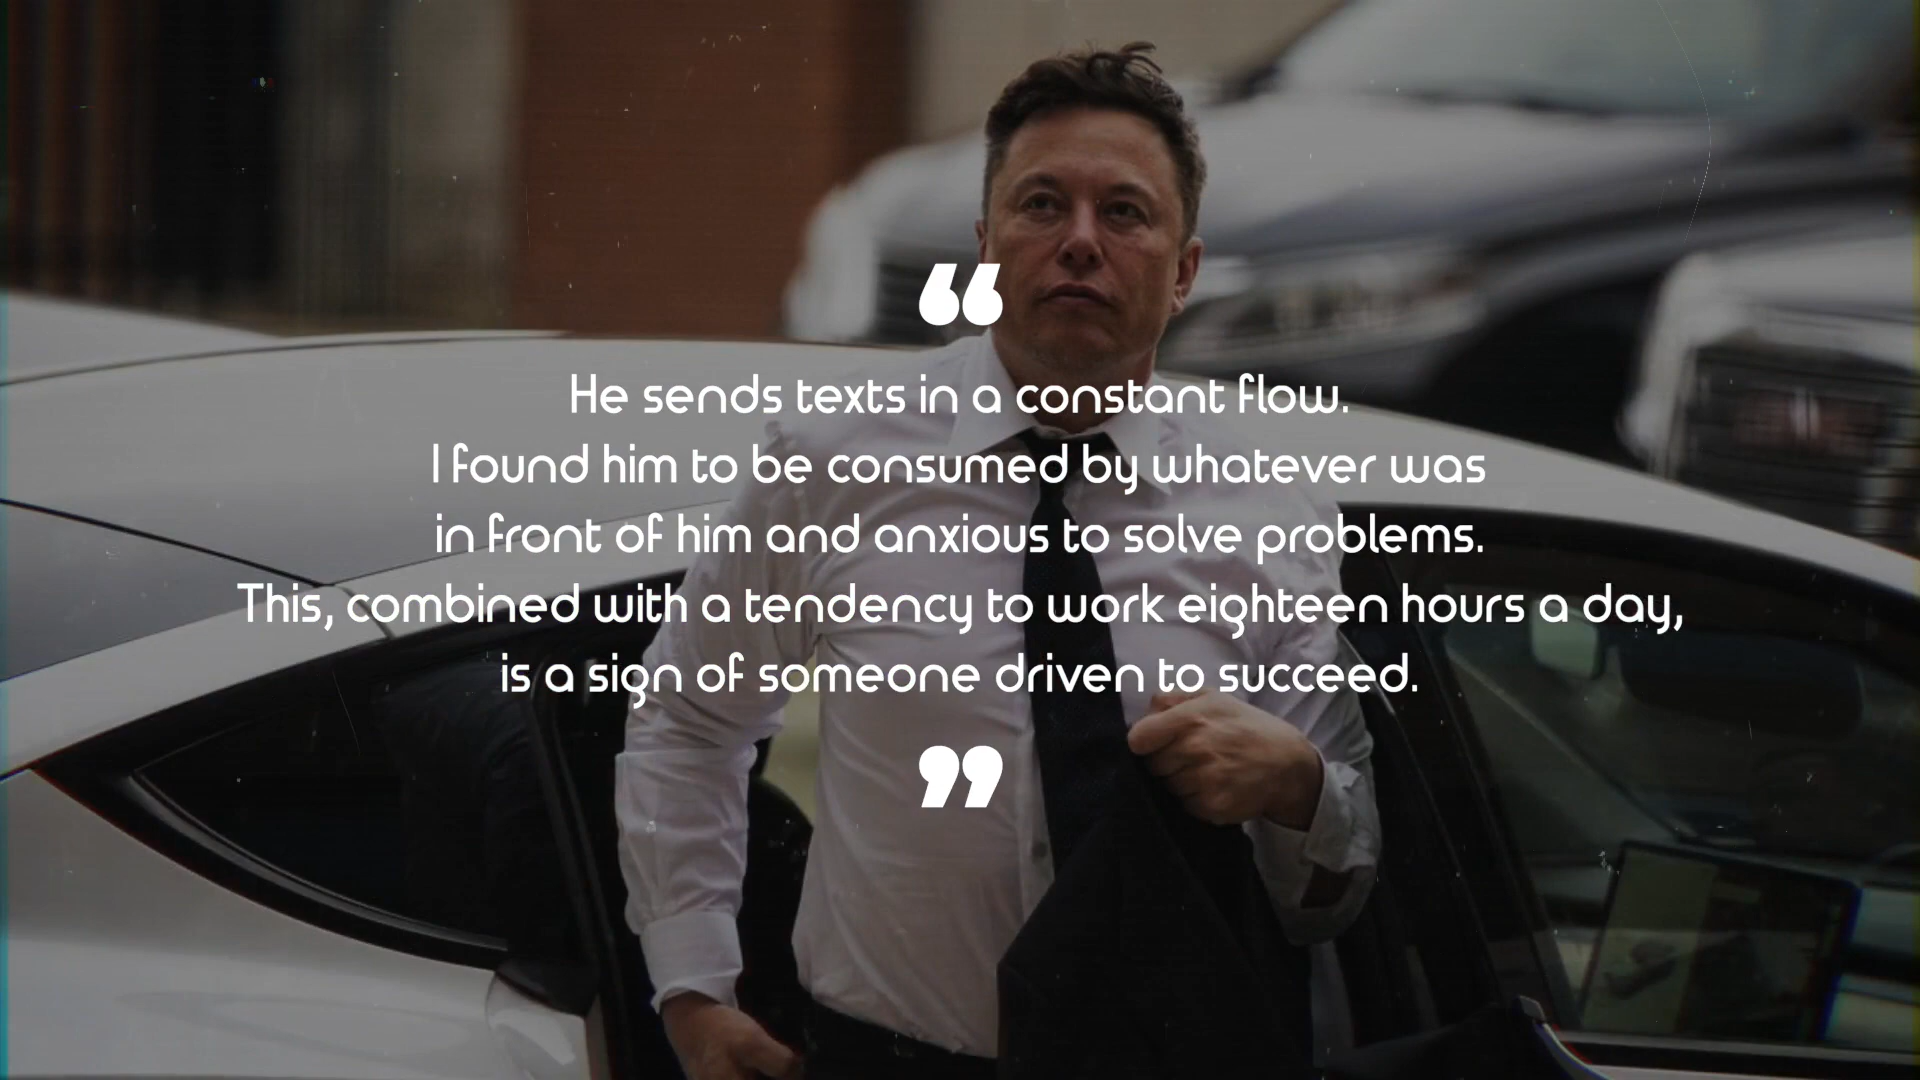 “
He sends texts in a constant flow.
I found him to be consumed by whatever was
in front of him and anxious to solve problems.
This, combined with a tendency to work eighteen hours a day,
is a sign of someone driven to succeed.
”